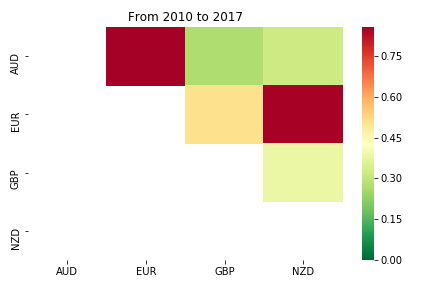 From 2010 to 2017
AUD
EUR
GBP
NZD
AUD
EUR
GBP
NZD
0.75
0.60
0.45
0.30
0.15
0.00